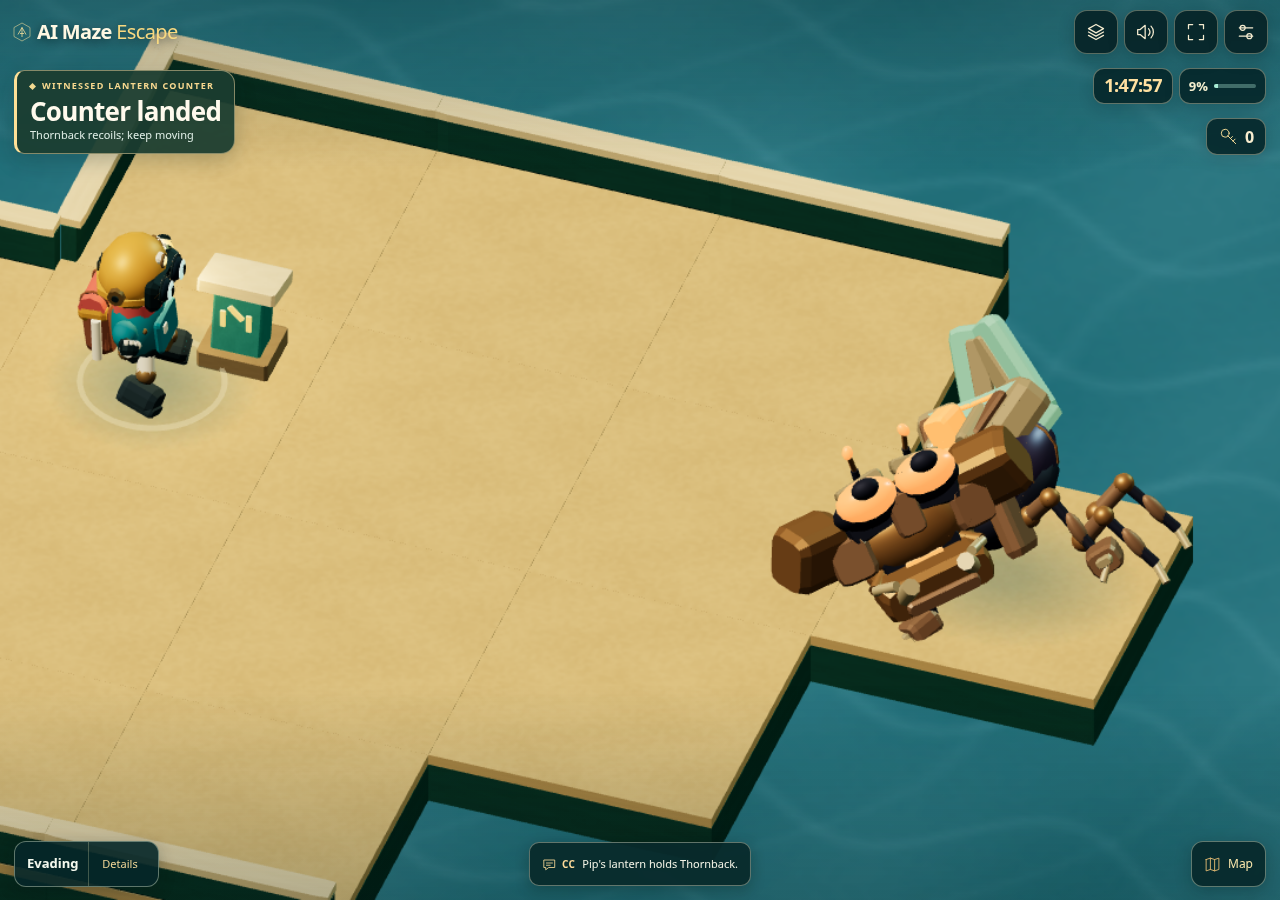 AI Maze Escape
1:47:57
9%
0
◆ WITNESSED LANTERN COUNTER
Counter landed
Thornback recoils; keep moving
Evading
Details
CC Pip's lantern holds Thornback.
Map